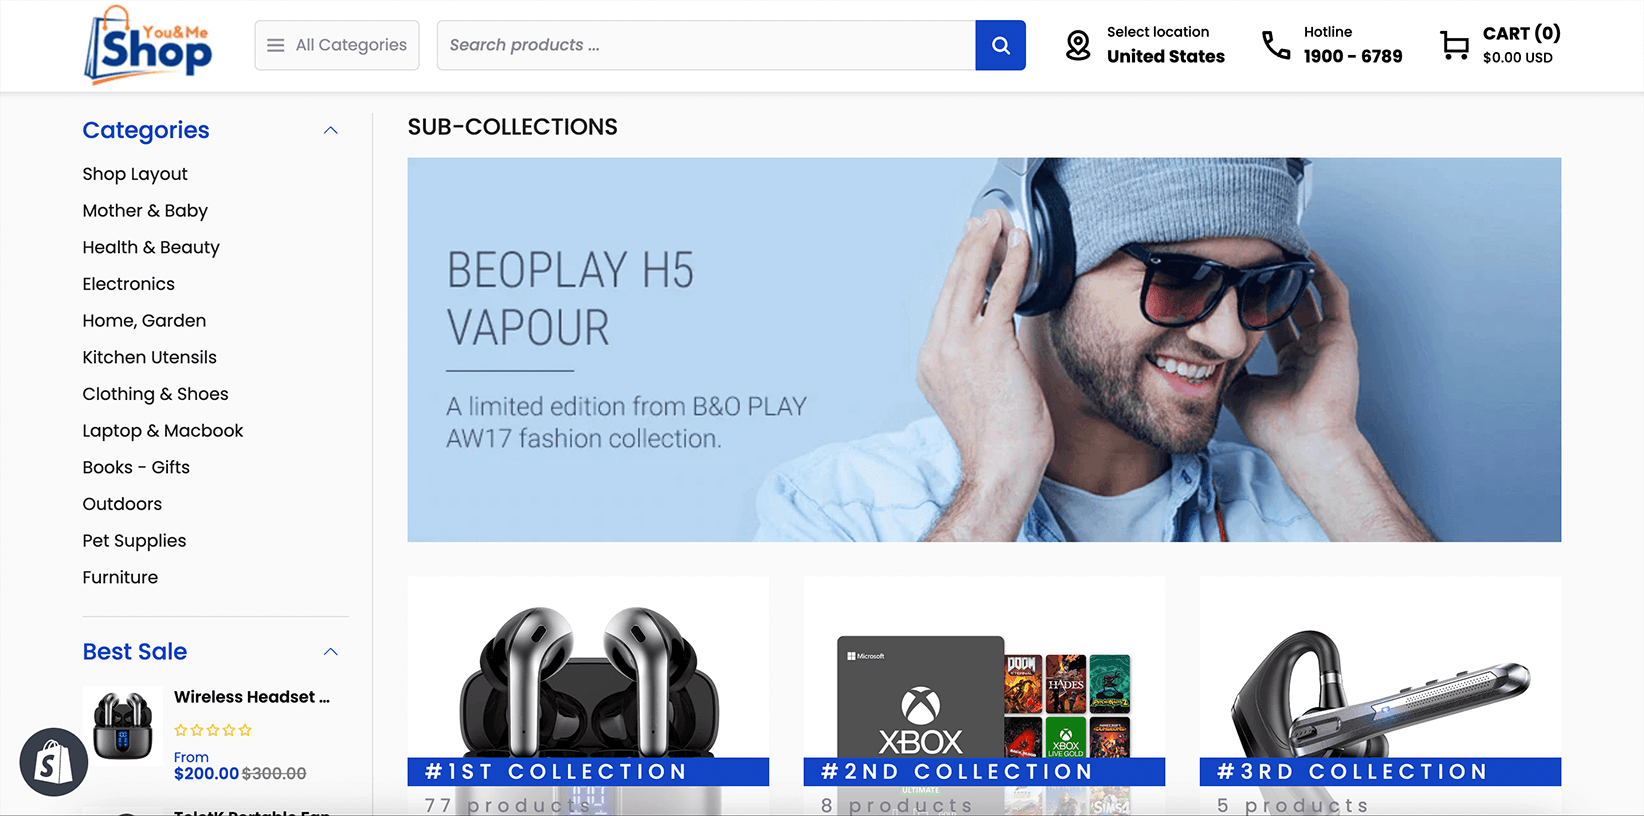 You&Me
Shop
All Categories
Search products ...
Select location
United States
Hotline
1900 - 6789
CART (0)
$0.00 USD
Categories
Shop Layout
Mother & Baby
Health & Beauty
Electronics
Home, Garden
Kitchen Utensils
Clothing & Shoes
Laptop & Macbook
Books - Gifts
Outdoors
Pet Supplies
Furniture
Best Sale
Wireless Headset ...
From
$200.00 $300.00
SUB-COLLECTIONS
BEOPLAY H5
VAPOUR
A limited edition from B&O PLAY
AW17 fashion collection.
#1ST COLLECTION
77 products
Microsoft
XBOX
ULTIMATE
DOOM
HADES
XBOX
LIVE GOLD
#2ND COLLECTION
8 products
#3RD COLLECTION
5 products